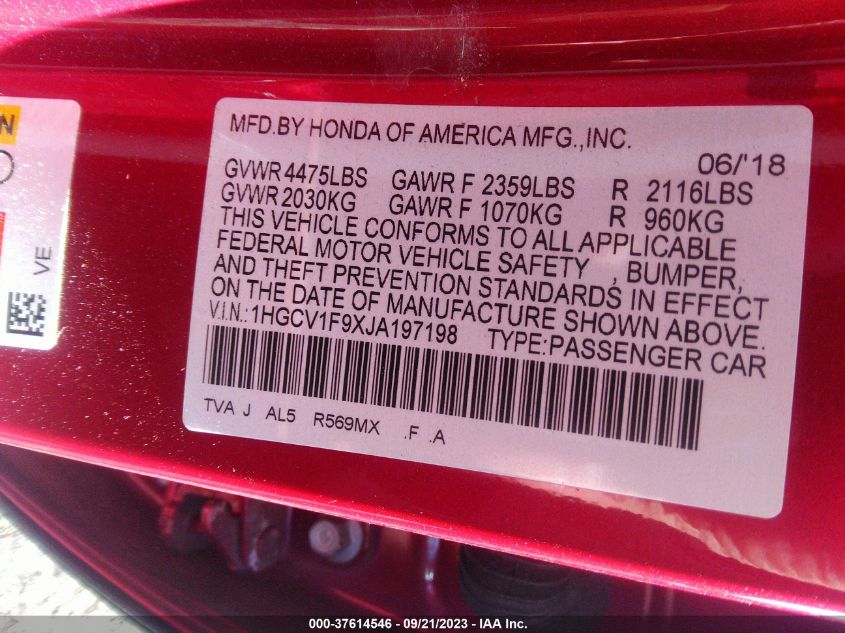 N
VE
MFD.BY HONDA OF AMERICA MFG.,INC.
06/'18
GVWR 4475LBS GAWR F 2359LBS R 2116LBS
GVWR 2030KG GAWR F 1070KG R 960KG
THIS VEHICLE CONFORMS TO ALL APPLICABLE
FEDERAL MOTOR VEHICLE SAFETY , BUMPER,
AND THEFT PREVENTION STANDARDS IN EFFECT
ON THE DATE OF MANUFACTURE SHOWN ABOVE.
V.I.N.:1HGCV1F9XJA197198 TYPE:PASSENGER CAR
TVA J AL5 R569MX .F .A
000-37614546 - 09/21/2023 - IAA Inc.